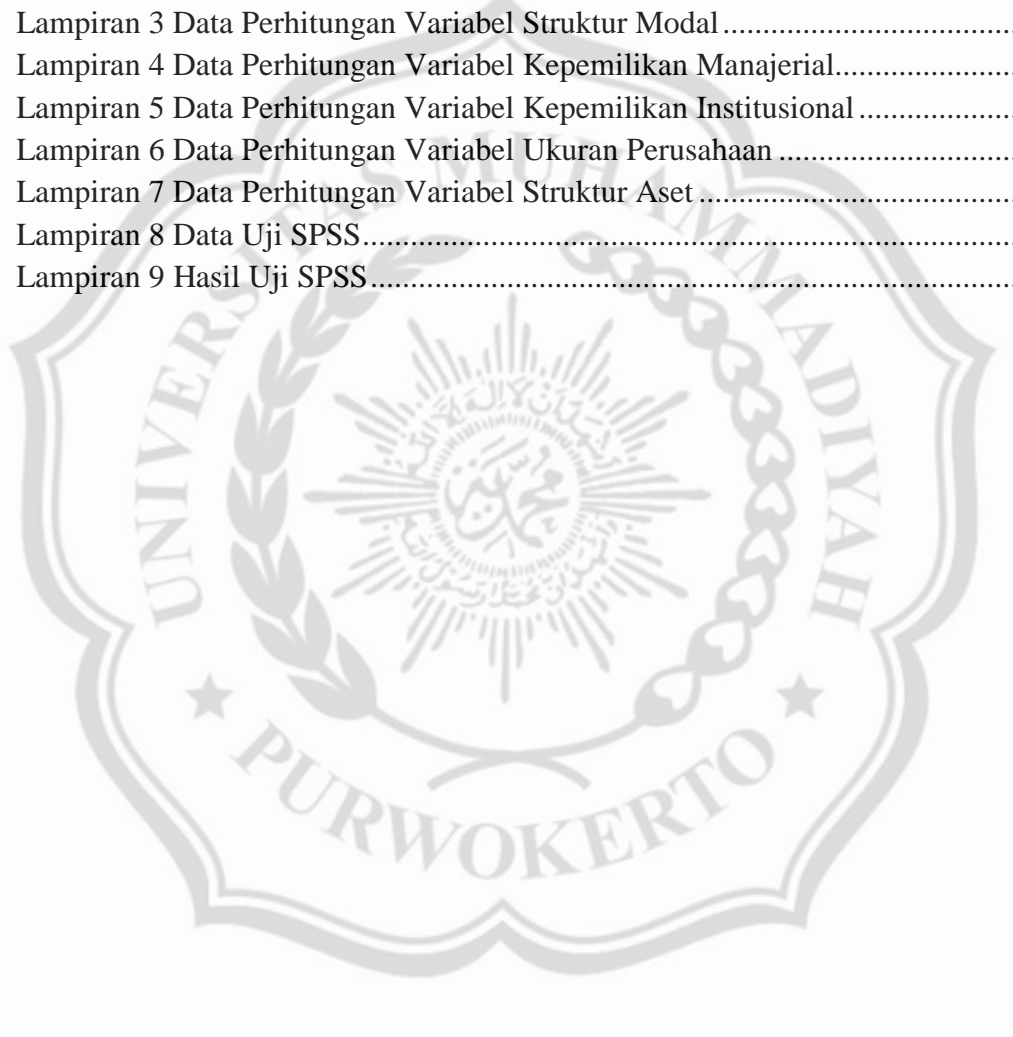 Lampiran 3 Data Perhitungan Variabel Struktur Modal....................................
Lampiran 4 Data Perhitungan Variabel Kepemilikan Manajerial......................
Lampiran 5 Data Perhitungan Variabel Kepemilikan Institusional...................
Lampiran 6 Data Perhitungan Variabel Ukuran Perusahaan.............................
Lampiran 7 Data Perhitungan Variabel Struktur Aset.......................................
Lampiran 8 Data Uji SPSS................................................................................
Lampiran 9 Hasil Uji SPSS...............................................................................
UNIVERSITAS MUHAMMADIYAH
PURWOKERTO